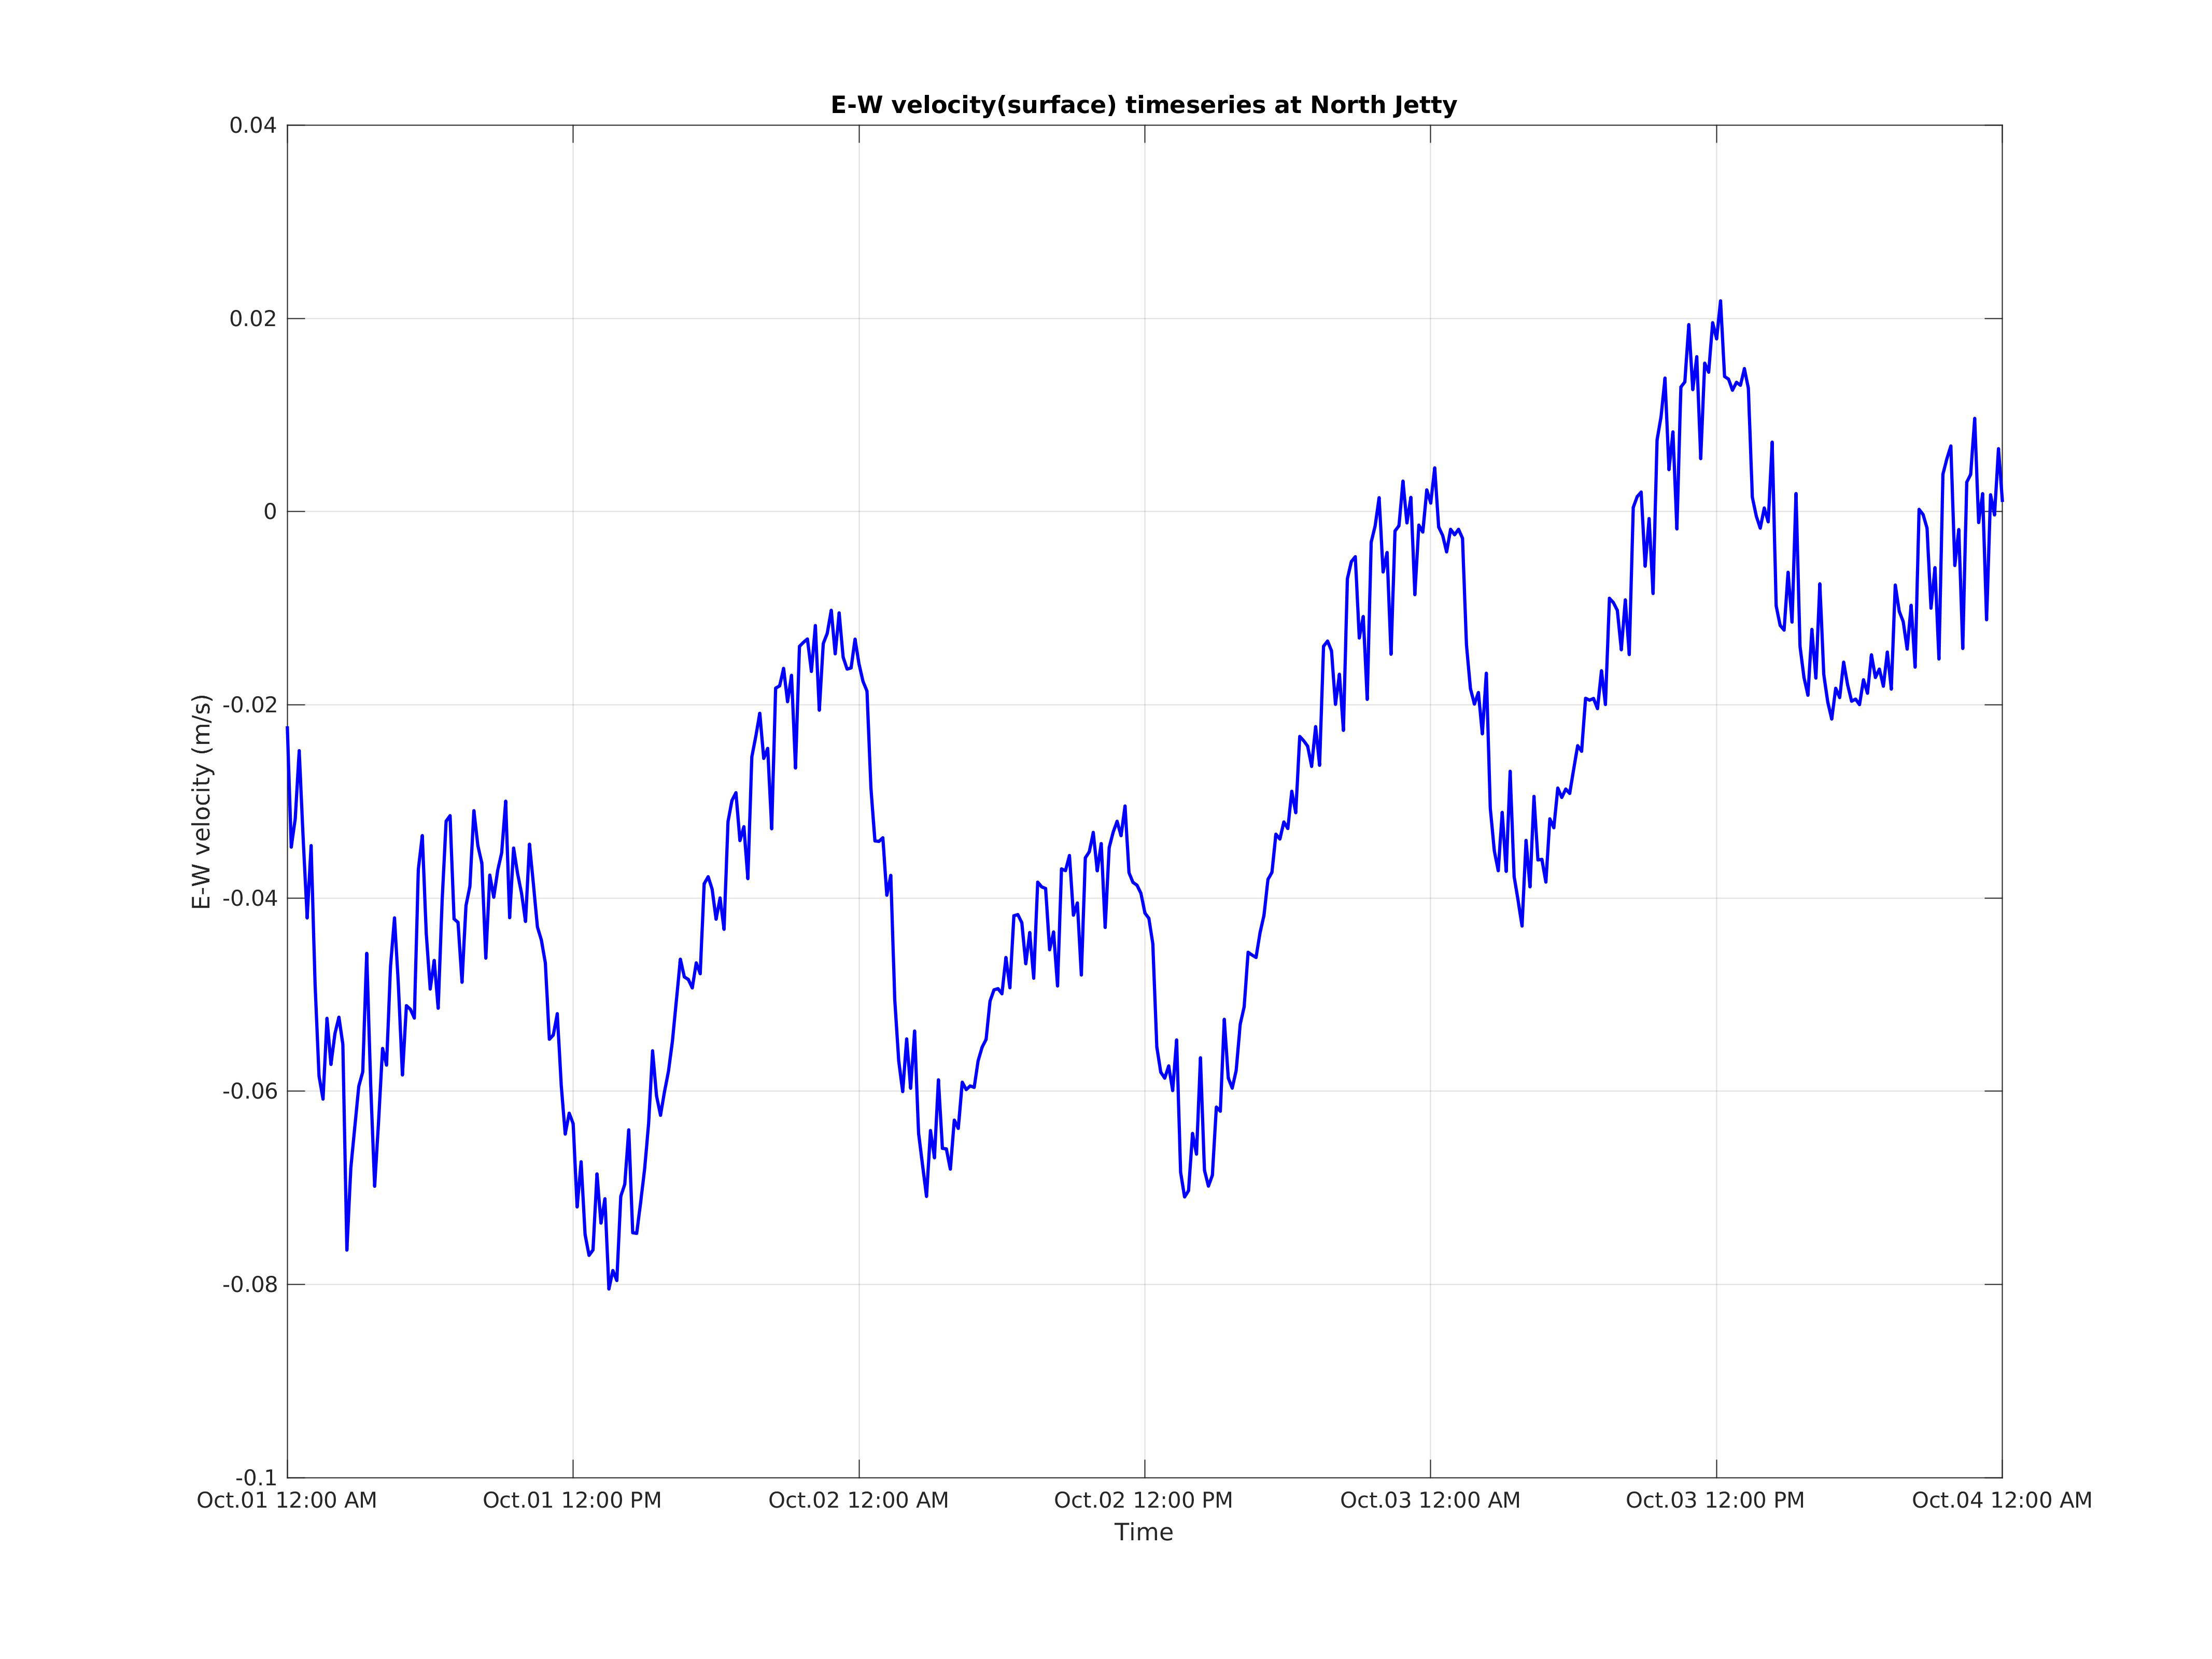 E-W velocity(surface) timeseries at North Jetty
0.04
0.02
0
-0.02
-0.04
-0.06
-0.08
-0.1
E-W velocity (m/s)
Oct.01 12:00 AM Oct.01 12:00 PM Oct.02 12:00 AM Oct.02 12:00 PM Oct.03 12:00 AM Oct.03 12:00 PM Oct.04 12:00 AM
Time